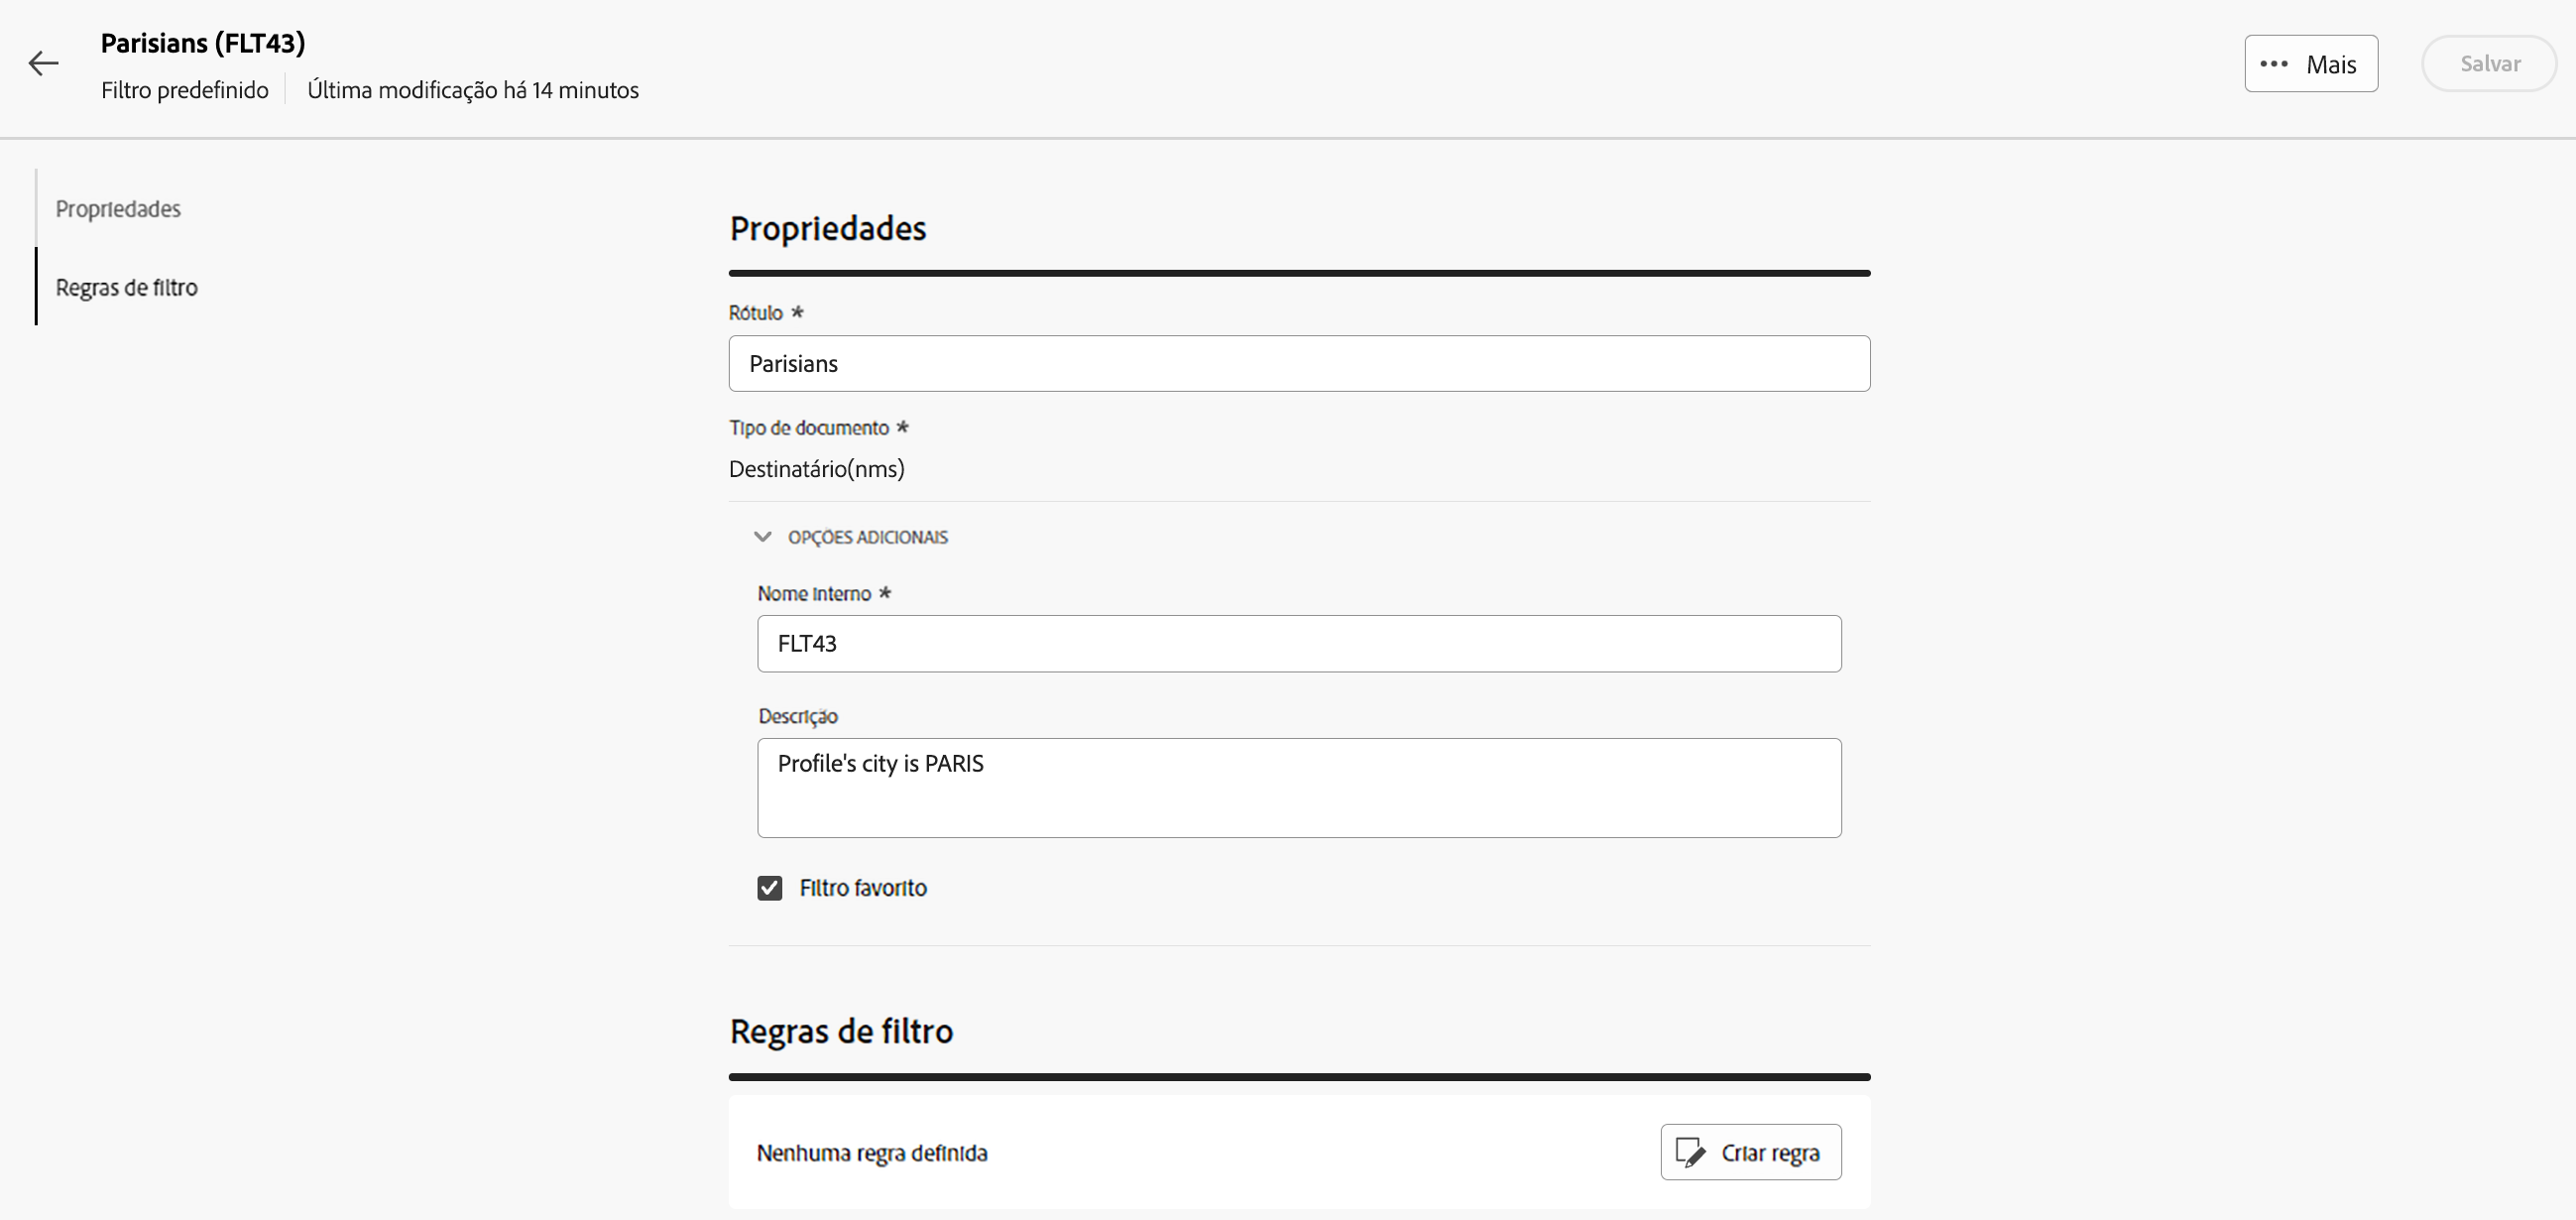 Parisians (FLT43)
Filtro predefinido
Última modificação há 14 minutos
Mais
Salvar
Propriedades
Regras de filtro
Propriedades
Rótulo *
Parisians
Tipo de documento *
Destinatário(nms)
OPÇÕES ADICIONAIS
Nome interno *
FLT43
Descrição
Profile's city is PARIS
Filtro favorito
Regras de filtro
Nenhuma regra definida
Criar regra